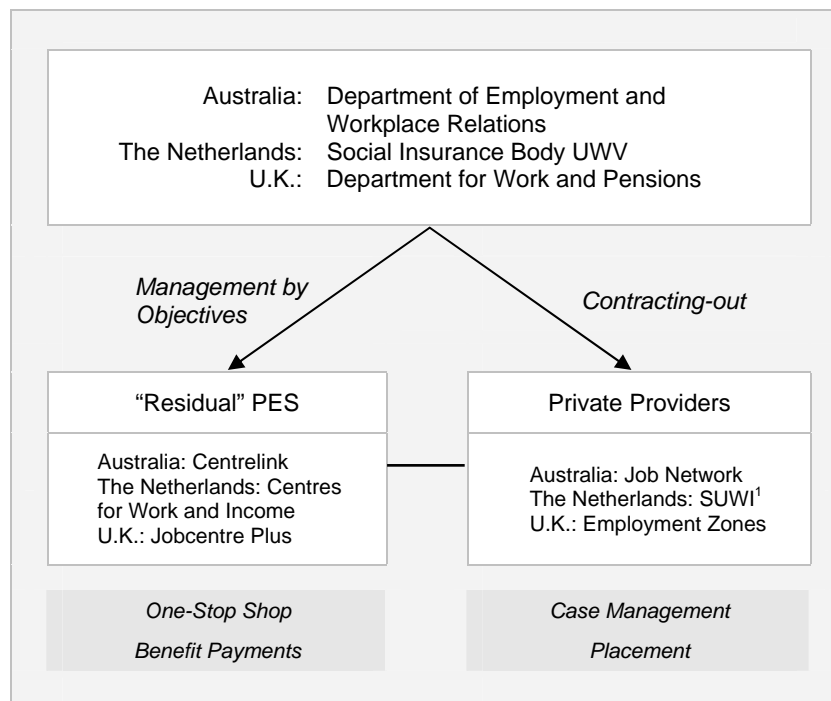 Australia: Department of Employment and
Workplace Relations
The Netherlands: Social Insurance Body UWV
U.K.: Department for Work and Pensions
Management by
Objectives
Contracting-out
“Residual” PES
Australia: Centrelink
The Netherlands: Centres
for Work and Income
U.K.: Jobcentre Plus
One-Stop Shop
Benefit Payments
Private Providers
Australia: Job Network
The Netherlands: SUWI¹
U.K.: Employment Zones
Case Management
Placement